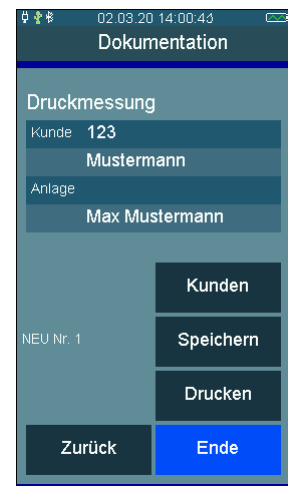 02.03.20 14:00:43
Dokumentation
Druckmessung
Kunde 123
Mustermann
Anlage
Max Mustermann
Kunden
NEU Nr. 1
Speichern
Drucken
Zurück
Ende